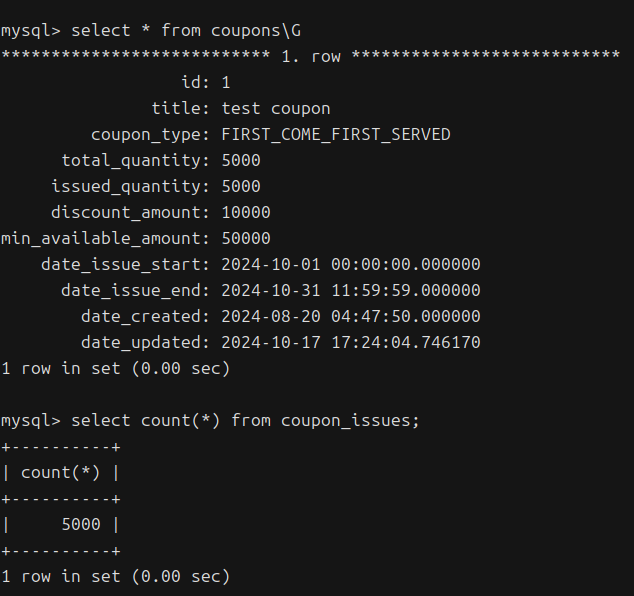 mysql> select * from coupons\G
*************************** 1. row ***************************
                  id: 1
               title: test coupon
         coupon_type: FIRST_COME_FIRST_SERVED
      total_quantity: 5000
     issued_quantity: 5000
     discount_amount: 10000
min_available_amount: 50000
    date_issue_start: 2024-10-01 00:00:00.000000
      date_issue_end: 2024-10-31 11:59:59.000000
        date_created: 2024-08-20 04:47:50.000000
        date_updated: 2024-10-17 17:24:04.746170
1 row in set (0.00 sec)

mysql> select count(*) from coupon_issues;
+----------+
| count(*) |
+----------+
|     5000 |
+----------+
1 row in set (0.00 sec)